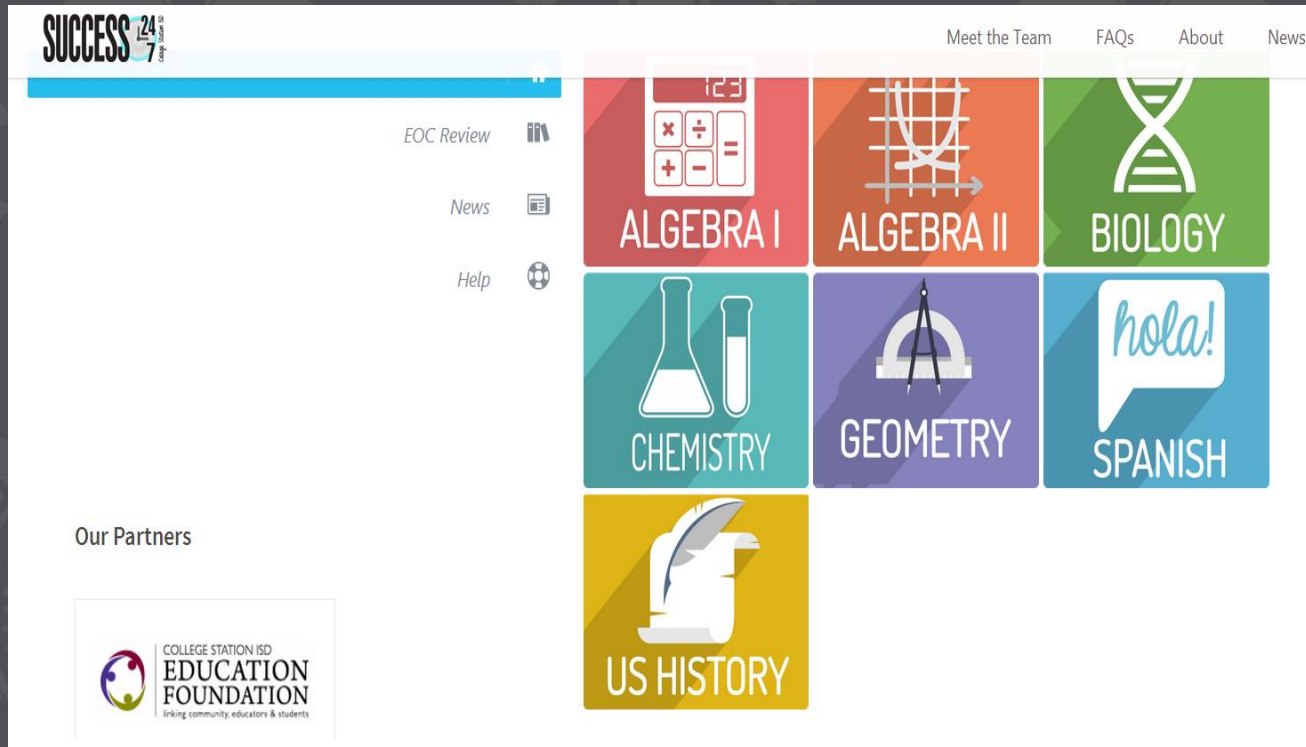 SUCCESS 24 7 College Station ISD
Meet the Team FAQs About News
EOC Review
News
Help
123
ALGEBRA I
ALGEBRA II
BIOLOGY
CHEMISTRY
GEOMETRY
hola!
SPANISH
US HISTORY
Our Partners
COLLEGE STATION ISD
EDUCATION
FOUNDATION
linking community, educators & students